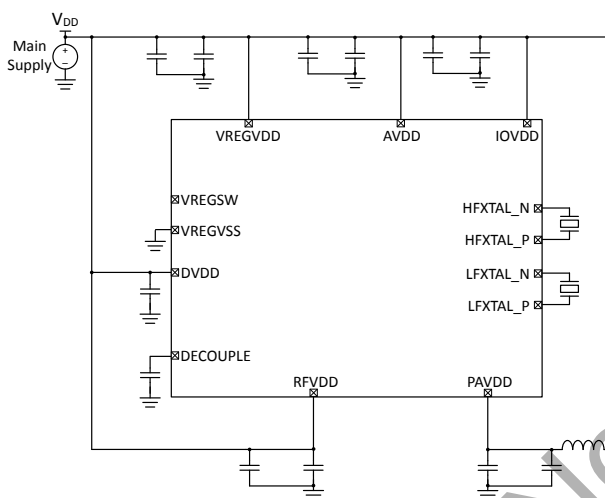 VDD
Main
Supply
+
−
VREGVDD
AVDD
IOVDD
VREGSW
HFXTAL_N
VREGVSS
HFXTAL_P
DVDD
LFXTAL_N
LFXTAL_P
DECOUPLE
RFVDD
PAVDD